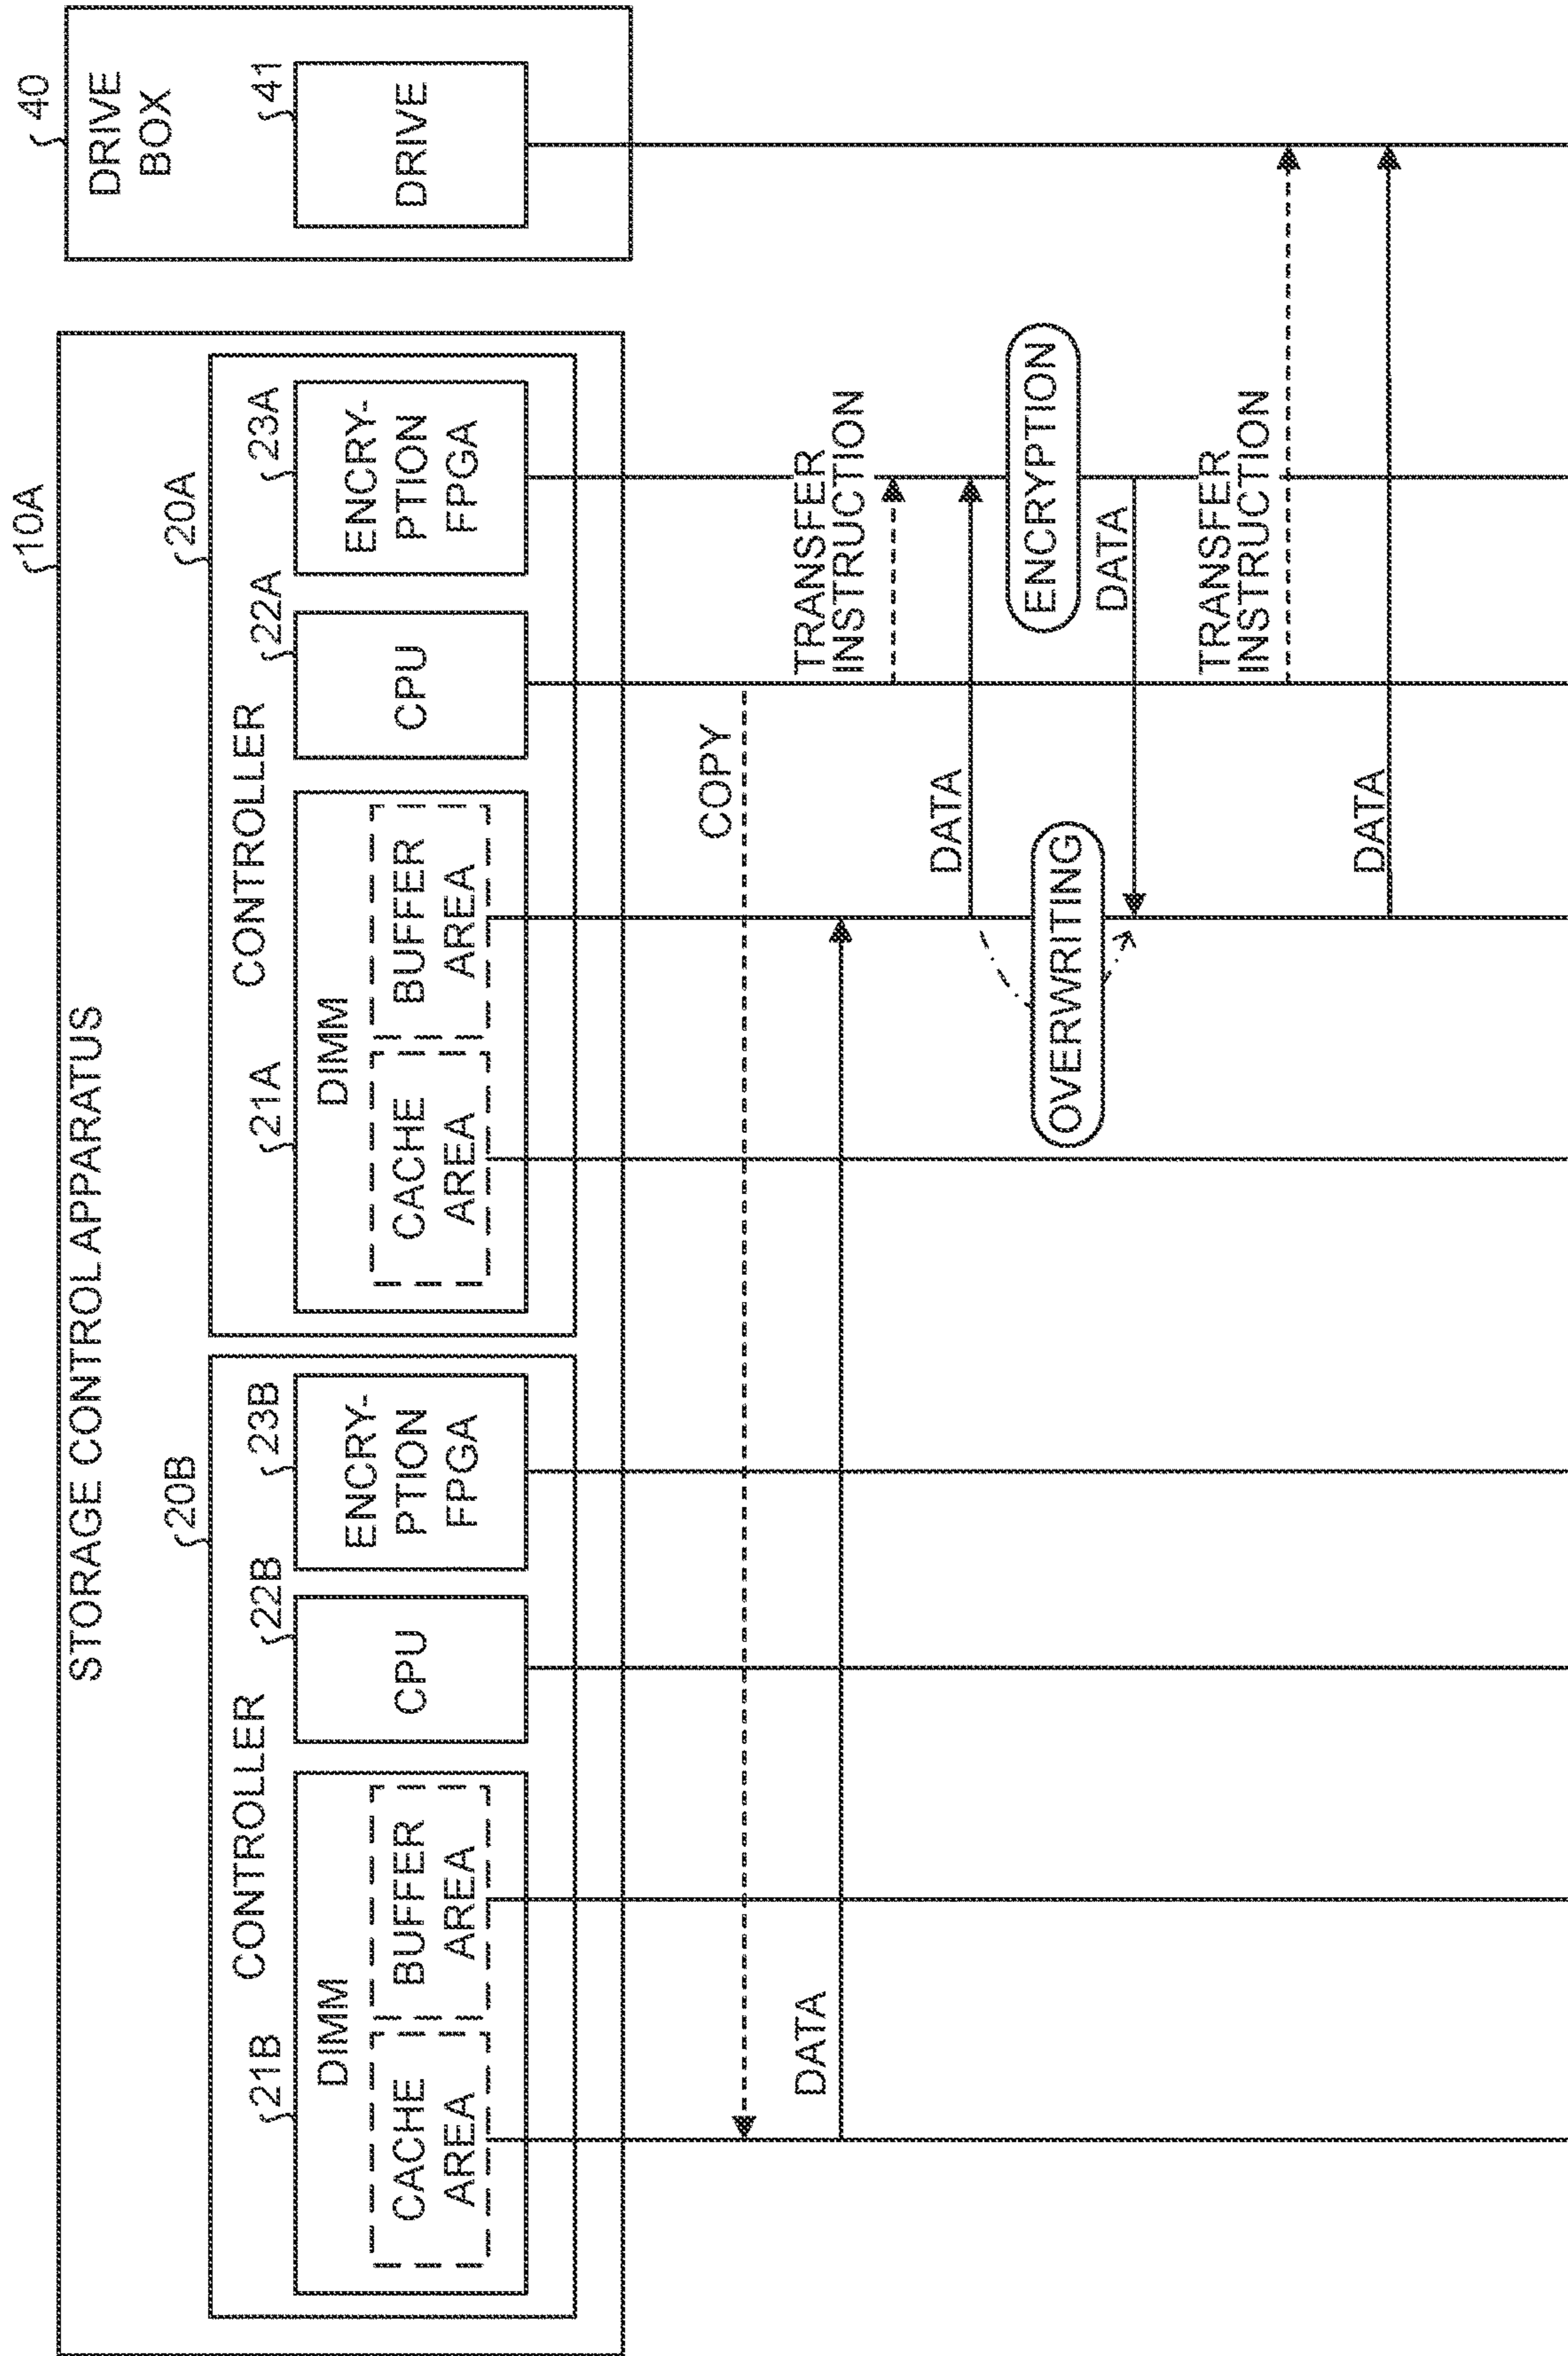 10A
STORAGE CONTROL APPARATUS
20B
CONTROLLER
21B
DIMM
CACHE
AREA
BUFFER
AREA
22B
CPU
23B
ENCRY-
PTION
FPGA
20A
CONTROLLER
21A
DIMM
CACHE
AREA
BUFFER
AREA
22A
CPU
23A
ENCRY-
PTION
FPGA
40
DRIVE
BOX
41
DRIVE
COPY
DATA
TRANSFER
INSTRUCTION
DATA
ENCRYPTION
OVERWRITING
DATA
TRANSFER
INSTRUCTION
DATA